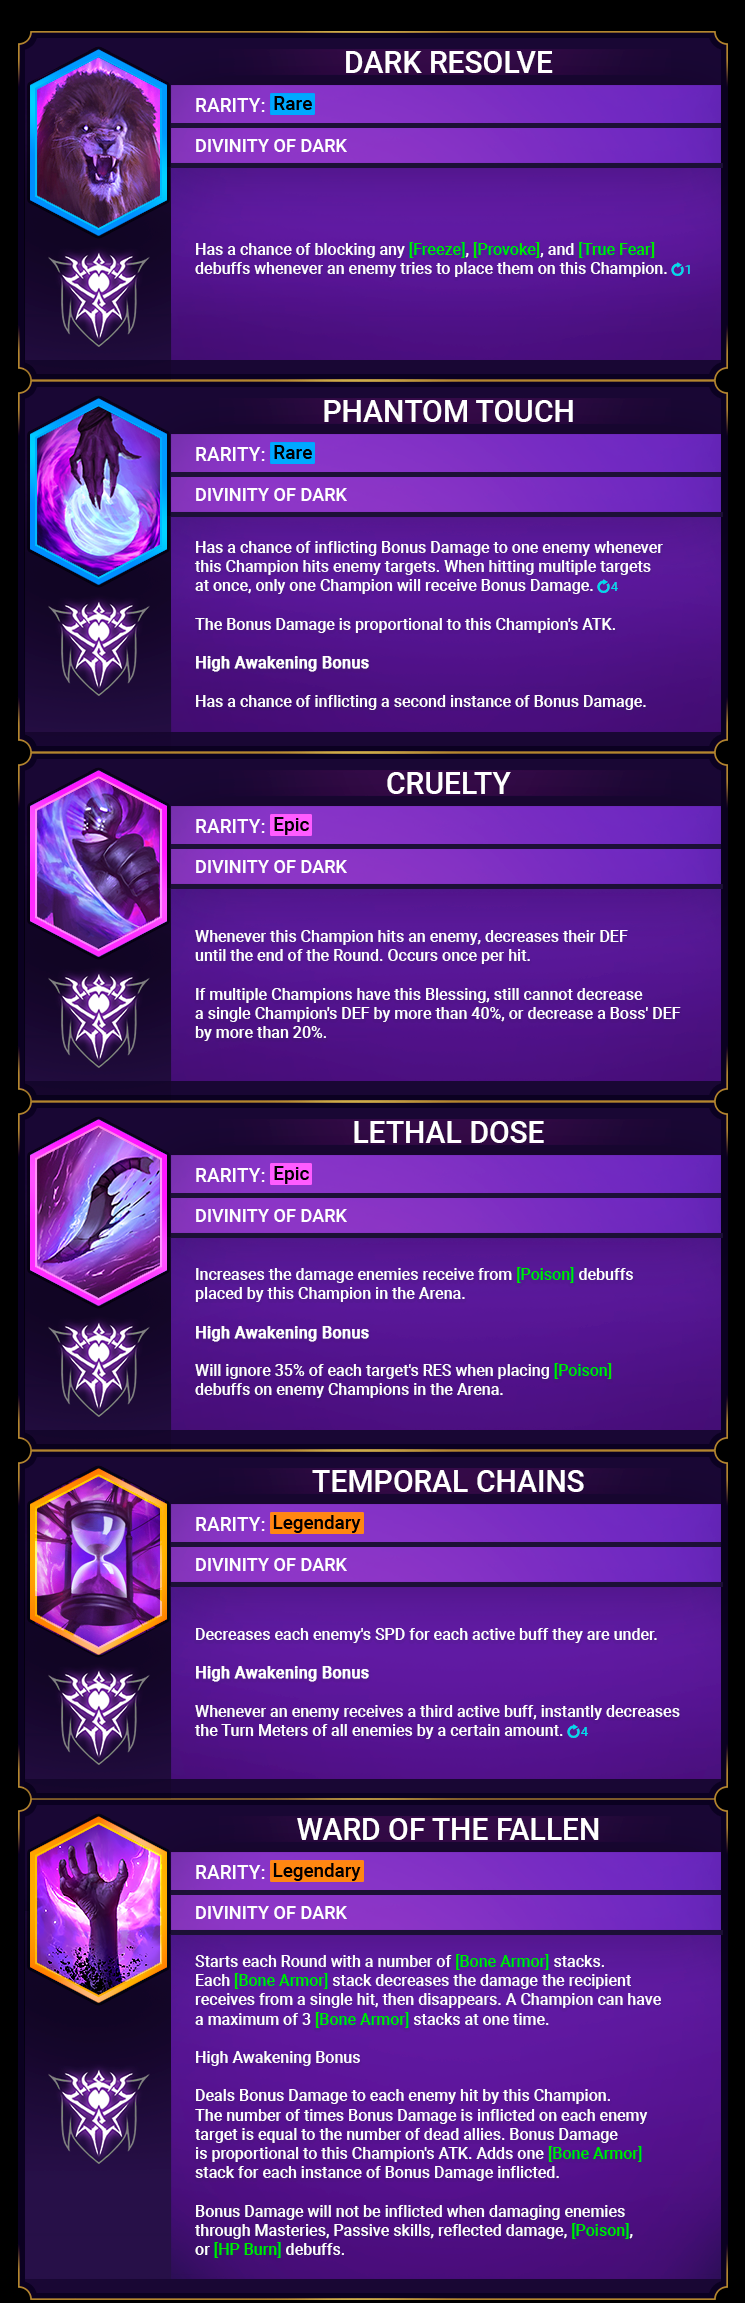 DARK RESOLVE
RARITY: Rare
DIVINITY OF DARK
Has a chance of blocking any [Freeze], [Provoke], and [True Fear]
debuffs whenever an enemy tries to place them on this Champion. 1
PHANTOM TOUCH
RARITY: Rare
DIVINITY OF DARK
Has a chance of inflicting Bonus Damage to one enemy whenever
this Champion hits enemy targets. When hitting multiple targets
at once, only one Champion will receive Bonus Damage. 4
The Bonus Damage is proportional to this Champion's ATK.
High Awakening Bonus
Has a chance of inflicting a second instance of Bonus Damage.
CRUELTY
RARITY: Epic
DIVINITY OF DARK
Whenever this Champion hits an enemy, decreases their DEF
until the end of the Round. Occurs once per hit.
If multiple Champions have this Blessing, still cannot decrease
a single Champion's DEF by more than 40%, or decrease a Boss' DEF
by more than 20%.
LETHAL DOSE
RARITY: Epic
DIVINITY OF DARK
Increases the damage enemies receive from [Poison] debuffs
placed by this Champion in the Arena.
High Awakening Bonus
Will ignore 35% of each target's RES when placing [Poison]
debuffs on enemy Champions in the Arena.
TEMPORAL CHAINS
RARITY: Legendary
DIVINITY OF DARK
Decreases each enemy's SPD for each active buff they are under.
High Awakening Bonus
Whenever an enemy receives a third active buff, instantly decreases
the Turn Meters of all enemies by a certain amount. 4
WARD OF THE FALLEN
RARITY: Legendary
DIVINITY OF DARK
Starts each Round with a number of [Bone Armor] stacks.
Each [Bone Armor] stack decreases the damage the recipient
receives from a single hit, then disappears. A Champion can have
a maximum of 3 [Bone Armor] stacks at one time.
High Awakening Bonus
Deals Bonus Damage to each enemy hit by this Champion.
The number of times Bonus Damage is inflicted on each enemy
target is equal to the number of dead allies. Bonus Damage
is proportional to this Champion's ATK. Adds one [Bone Armor]
stack for each instance of Bonus Damage inflicted.
Bonus Damage will not be inflicted when damaging enemies
through Masteries, Passive skills, reflected damage, [Poison],
or [HP Burn] debuffs.